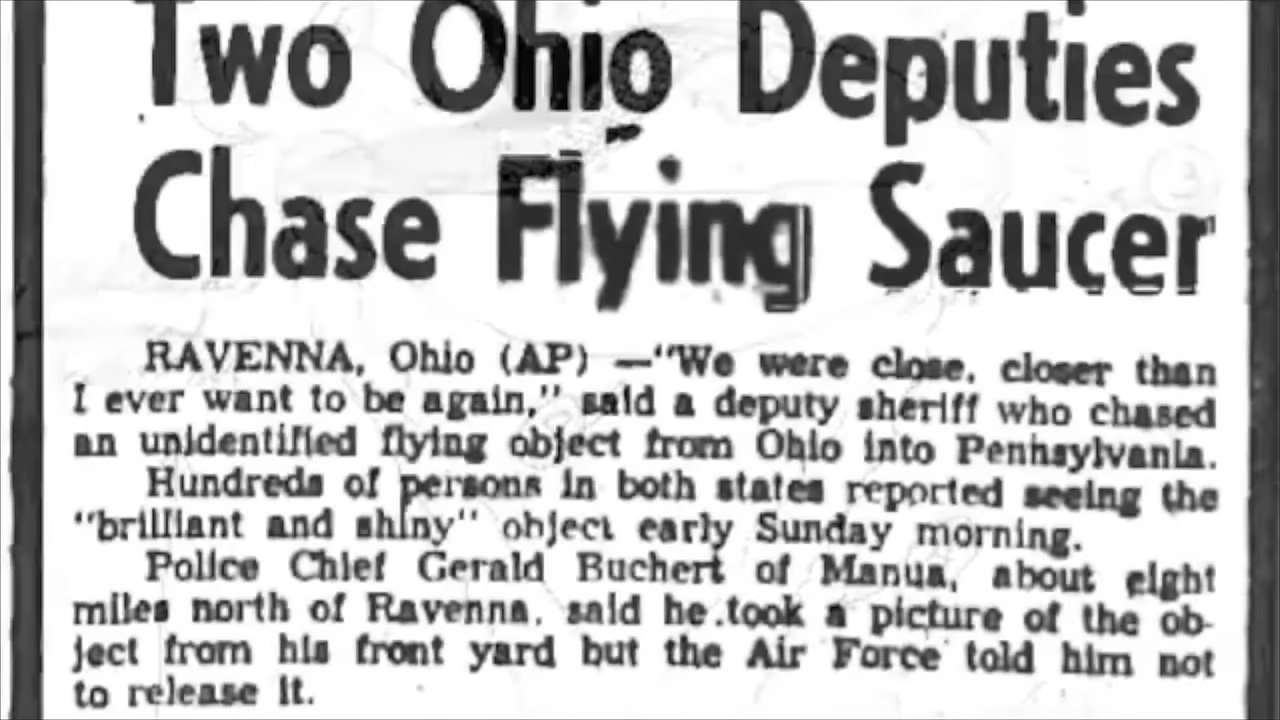 Two Ohio Deputies
Chase Flying Saucer
RAVENNA, Ohio (AP) —"We were close, closer than
I ever want to be again," said a deputy sheriff who chased
an unidentified flying object from Ohio into Penhsylvania.
Hundreds of persons in both states reported seeing the
"brilliant and shiny" object early Sunday morning.
Police Chief Gerald Buchert of Manua, about eight
miles north of Ravenna, said he took a picture of the ob-
ject from his front yard but the Air Force told him not
to release it.